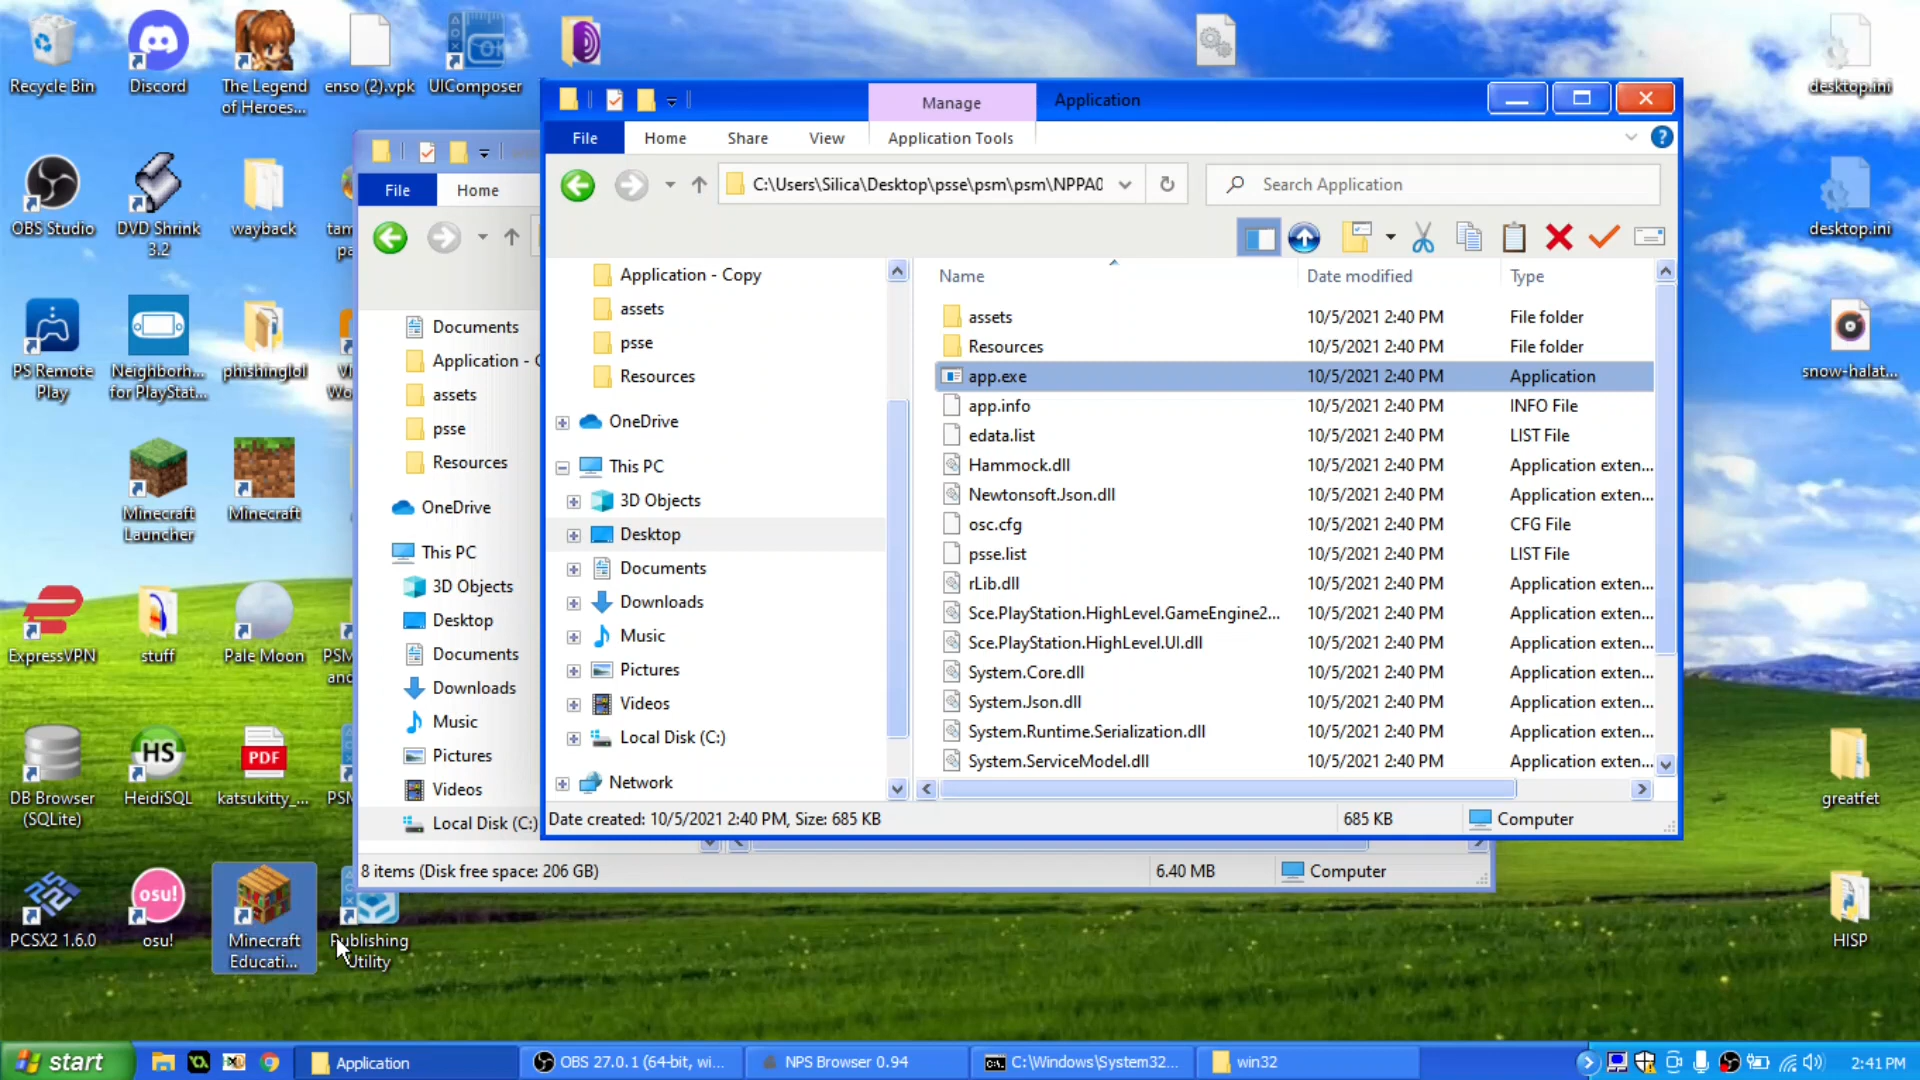 Recycle Bin
Discord
The Legend
of Heroes...
enso (2).vpk
UIComposer
desktop.ini
OBS Studio
DVD Shrink
3.2
wayback
desktop.ini
PS Remote
Play
Neighborh...
for PlayStat...
phishinglol
snow-halat...
Minecraft
Launcher
Minecraft
ExpressVPN
stuff
Pale Moon
DB Browser
(SQLite)
HeidiSQL
PDF
katsukitty_...
greatfet
PCSX2 1.6.0
osu!
osu!
Minecraft
Educati...
Publishing
Utility
HISP
File
Home
Documents
Application - C
assets
psse
Resources
OneDrive
This PC
3D Objects
Desktop
Documents
Downloads
Music
Pictures
Videos
Local Disk (C:)
8 items (Disk free space: 206 GB)
6.40 MB
Computer
Manage
Application
File
Home
Share
View
Application Tools
C:\Users\Silica\Desktop\psse\psm\psm\NPPA0
Search Application
Application - Copy
assets
psse
Resources
OneDrive
This PC
3D Objects
Desktop
Documents
Downloads
Music
Pictures
Videos
Local Disk (C:)
Network
Name
Date modified
Type
assets 10/5/2021 2:40 PM File folder
Resources 10/5/2021 2:40 PM File folder
app.exe 10/5/2021 2:40 PM Application
app.info 10/5/2021 2:40 PM INFO File
edata.list 10/5/2021 2:40 PM LIST File
Hammock.dll 10/5/2021 2:40 PM Application exten...
Newtonsoft.Json.dll 10/5/2021 2:40 PM Application exten...
osc.cfg 10/5/2021 2:40 PM CFG File
psse.list 10/5/2021 2:40 PM LIST File
rLib.dll 10/5/2021 2:40 PM Application exten...
Sce.PlayStation.HighLevel.GameEngine2... 10/5/2021 2:40 PM Application exten...
Sce.PlayStation.HighLevel.UI.dll 10/5/2021 2:40 PM Application exten...
System.Core.dll 10/5/2021 2:40 PM Application exten...
System.Json.dll 10/5/2021 2:40 PM Application exten...
System.Runtime.Serialization.dll 10/5/2021 2:40 PM Application exten...
System.ServiceModel.dll 10/5/2021 2:40 PM Application exten...
Date created: 10/5/2021 2:40 PM, Size: 685 KB
685 KB
Computer
start
Application
OBS 27.0.1 (64-bit, wi...
NPS Browser 0.94
C:\Windows\System32...
win32
2:41 PM